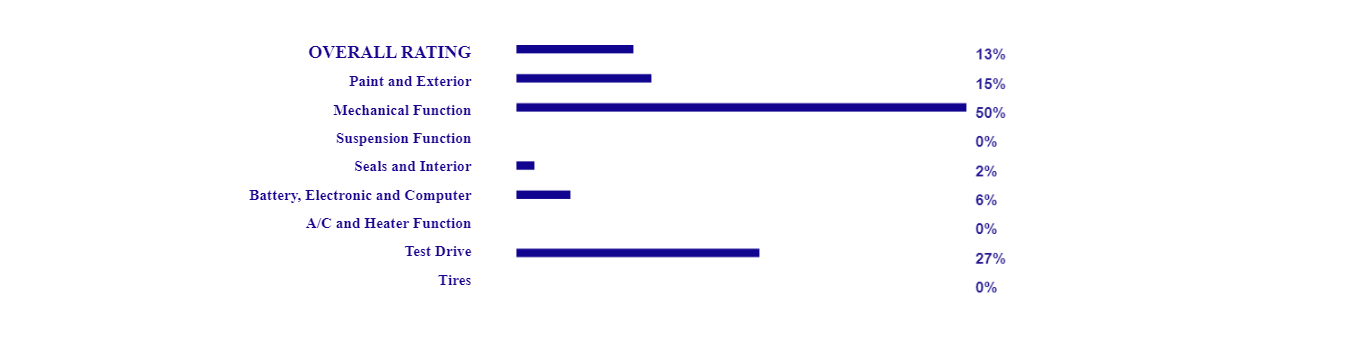 OVERALL RATING 13%
Paint and Exterior 15%
Mechanical Function 50%
Suspension Function 0%
Seals and Interior 2%
Battery, Electronic and Computer 6%
A/C and Heater Function 0%
Test Drive 27%
Tires 0%